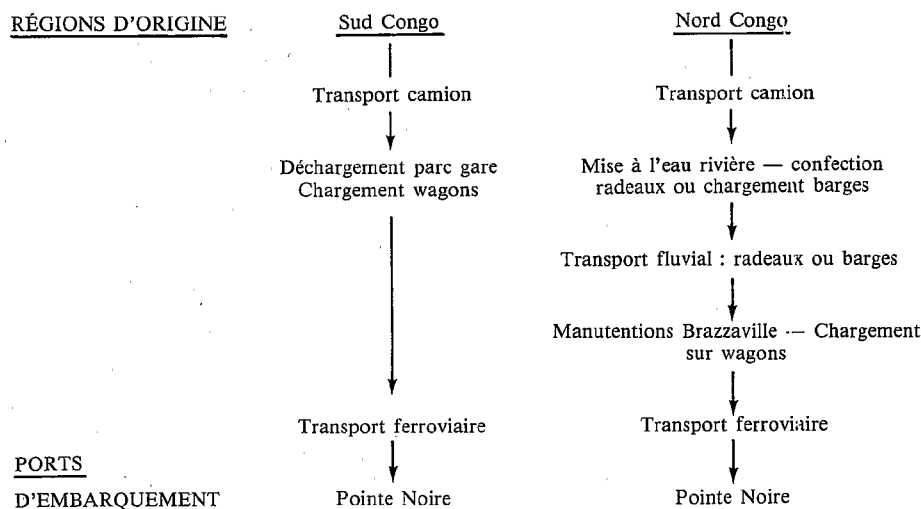 RÉGIONS D'ORIGINE
Sud Congo
Nord Congo
Transport camion
Transport camion
Déchargement parc gare
Chargement wagons
Mise à l'eau rivière — confection
radeaux ou chargement barges
Transport fluvial : radeaux ou barges
Manutentions Brazzaville — Chargement
sur wagons
Transport ferroviaire
Transport ferroviaire
PORTS
D'EMBARQUEMENT
Pointe Noire
Pointe Noire